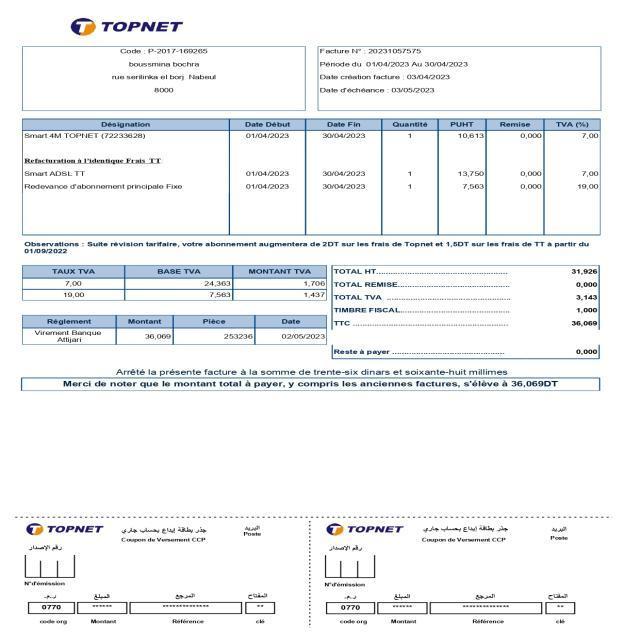 TOPNET
Code : P-2017-169265
boussmina bochra
rue serilinka el borj Nabeul
8000
Facture N° : 20231057575
Période du 01/04/2023 Au 30/04/2023
Date création facture : 03/04/2023
Date d'échéance : 03/05/2023
Désignation Date Début Date Fin Quantité PUHT Remise TVA (%)
Smart 4M TOPNET (72233628) 01/04/2023 30/04/2023 1 10,613 0,000 7,00
Refacturation à l'identique Frais TT
Smart ADSL TT 01/04/2023 30/04/2023 1 13,750 0,000 7,00
Redevance d'abonnement principale Fixe 01/04/2023 30/04/2023 1 7,563 0,000 19,00
Observations : Suite révision tarifaire, votre abonnement augmentera de 2DT sur les frais de Topnet et 1,5DT sur les frais de TT à partir du
01/09/2022
TAUX TVA BASE TVA MONTANT TVA
7,00 24,363 1,706
19,00 7,563 1,437
TOTAL HT 31,926
TOTAL REMISE 0,000
TOTAL TVA 3,143
TIMBRE FISCAL 1,000
TTC 36,069
Règlement Montant Pièce Date
Virement Banque
Attijari 36,069 253236 02/05/2023
Reste à payer 0,000
Arrêté la présente facture à la somme de trente-six dinars et soixante-huit millimes
Merci de noter que le montant total à payer, y compris les anciennes factures, s'élève à 36,069DT
TOPNET جذر بطاقة إيداع بحساب جاري البريد
Coupon de Versement CCP Poste
رقم الإصدار
N°d'émission
ر.م. المبلغ المرجع المفتاح
0770 ****** ************** **
code org Montant Référence clé
TOPNET جذر بطاقة إيداع بحساب جاري البريد
Coupon de Versement CCP Poste
رقم الإصدار
N°d'émission
ر.م. المبلغ المرجع المفتاح
0770 ****** ************** **
code org Montant Référence clé